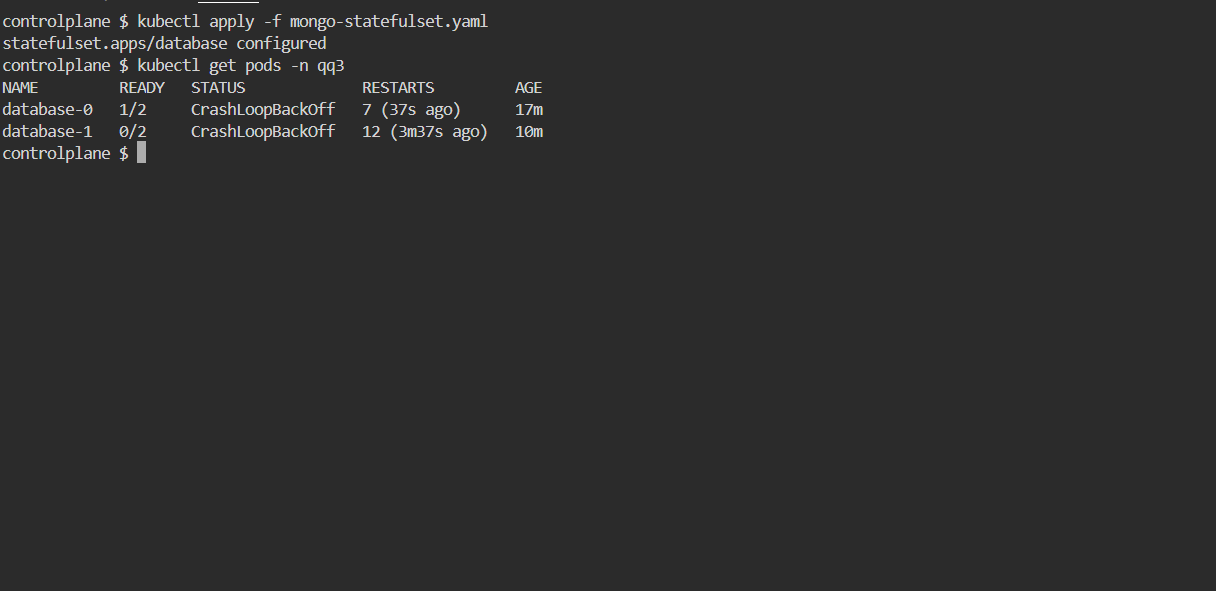 controlplane $ kubectl apply -f mongo-statefulset.yaml
statefulset.apps/database configured
controlplane $ kubectl get pods -n qq3
NAME         READY   STATUS             RESTARTS         AGE
database-0   1/2     CrashLoopBackOff   7 (37s ago)      17m
database-1   0/2     CrashLoopBackOff   12 (3m37s ago)   10m
controlplane $